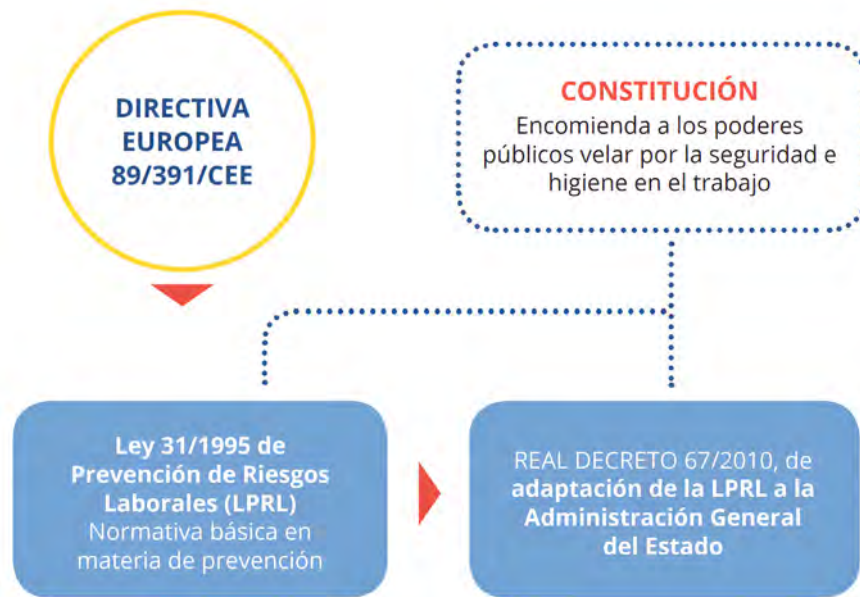 DIRECTIVA
EUROPEA
89/391/CEE
CONSTITUCIÓN
Encomienda a los poderes
públicos velar por la seguridad e
higiene en el trabajo
Ley 31/1995 de
Prevención de Riesgos
Laborales (LPRL)
Normativa básica en
materia de prevención
REAL DECRETO 67/2010, de
adaptación de la LPRL a la
Administración General
del Estado